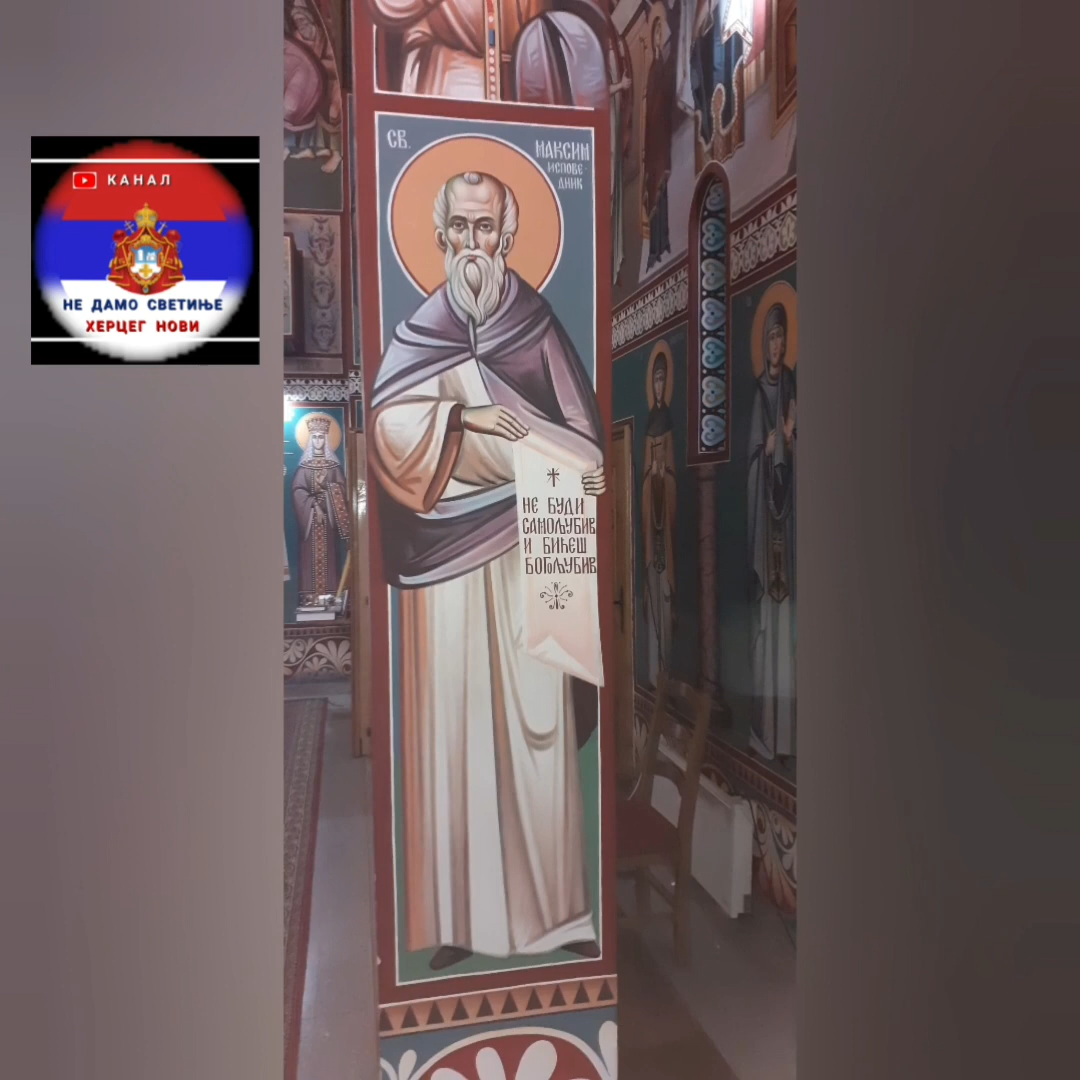 КАНАЛ
НЕ ДАМО СВЕТИЊЕ
ХЕРЦЕГ НОВИ
СВ.
МАКСИМ
ИСПОВЕ-
ДНИК
НЕ БУДИ
САМОЉУБИВ
И БИЋЕШ
БОГОЉУБИВ